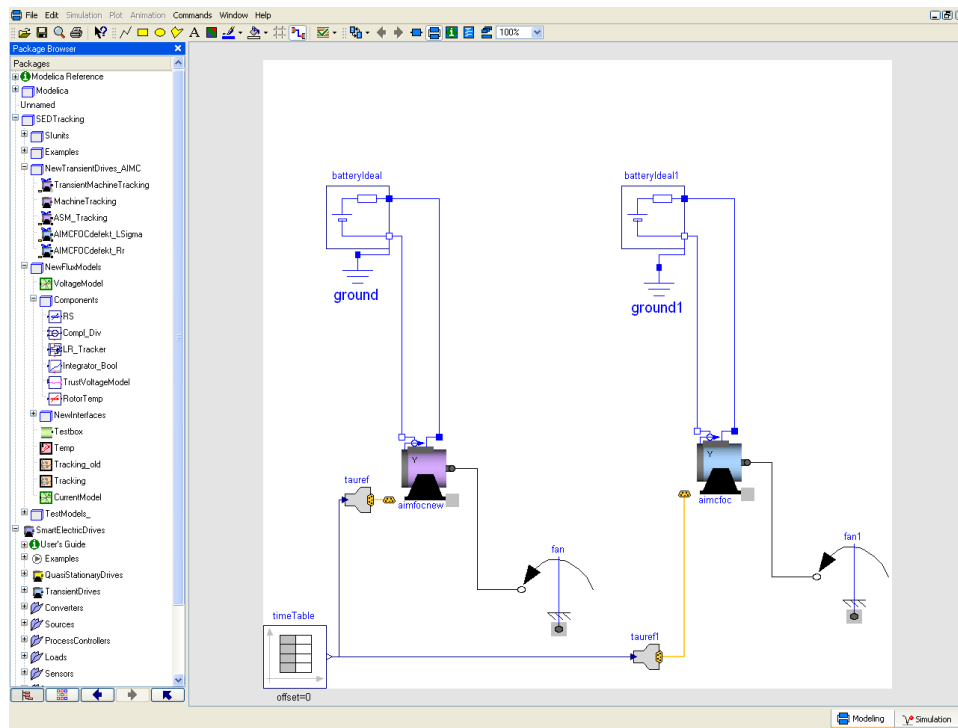 File Edit Simulation Plot Animation Commands Window Help
A 100%
Package Browser
Packages
Modelica Reference
Modelica
Unnamed
SEDTracking
SIunits
Examples
NewTransientDrives_AIMC
TransientMachineTracking
MachineTracking
ASM_Tracking
AIMCFOCdefekt_LSigma
AIMCFOCdefekt_Rr
NewFluxModels
VoltageModel
Components
RS
Compl_Div
LR_Tracker
Integrator_Bool
TrustVoltageModel
RotorTemp
NewInterfaces
Testbox
Temp
Tracking_old
Tracking
CurrentModel
TestModels_
SmartElectricDrives
User's Guide
Examples
QuasiStationaryDrives
TransientDrives
Converters
Sources
ProcessControllers
Loads
Sensors
batteryIdeal
batteryIdeal1
ground
ground1
Y
Y
tauref
aimfocnew
aimcfoc
fan
fan1
timeTable
tauref1
offset=0
Modeling Simulation